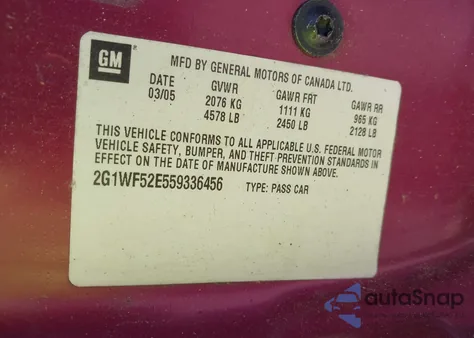 GM
MFD BY GENERAL MOTORS OF CANADA LTD.
DATE GVWR GAWR FRT GAWR RR
03/05 2076 KG 1111 KG 965 KG
4578 LB 2450 LB 2128 LB
THIS VEHICLE CONFORMS TO ALL APPLICABLE U.S. FEDERAL MOTOR
VEHICLE SAFETY, BUMPER, AND THEFT PREVENTION STANDARDS IN
EFFECT ON THE DATE OF MANUFACTURE SHOWN ABOVE.
2G1WF52E559336456 TYPE: PASS CAR
autoSnap